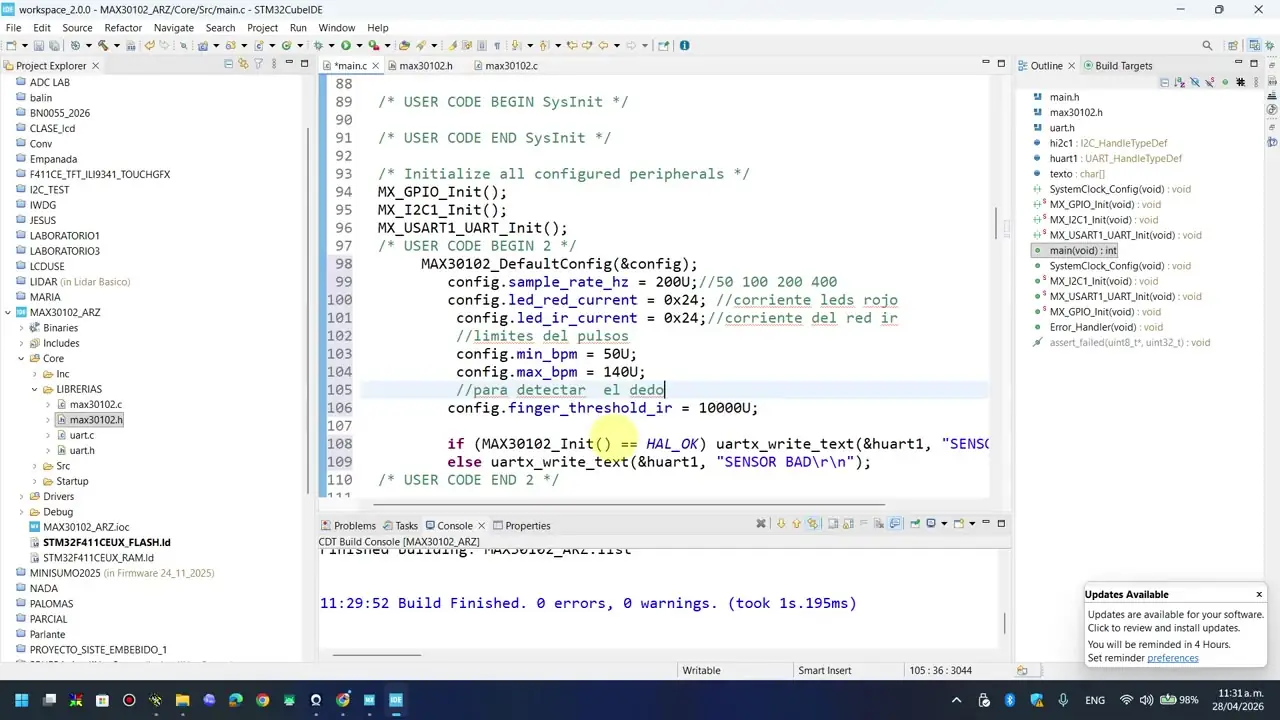 workspace_2.0.0 - MAX30102_ARZ/Core/Src/main.c - STM32CubeIDE
File Edit Source Refactor Navigate Search Project Run Window Help
Project Explorer
ADC LAB
balin
BN0055_2026
CLASE_lcd
Conv
Empanada
F411CE_TFT_ILI9341_TOUCHGFX
I2C_TEST
IWDG
JESUS
LABORATORIO1
LABORATORIO3
LCDUSE
LIDAR (in Lidar Basico)
MARIA
MAX30102_ARZ
Binaries
Includes
Core
Inc
LIBRERIAS
max30102.c
max30102.h
uart.c
uart.h
Src
Startup
Drivers
Debug
MAX30102_ARZ.ioc
STM32F411CEUX_FLASH.ld
STM32F411CEUX_RAM.ld
MINISUMO2025 (in Firmware 24_11_2025)
NADA
PALOMAS
PARCIAL
Parlante
PROYECTO_SISTE_EMBEBIDO_1
*main.c max30102.h max30102.c
88
89 /* USER CODE BEGIN SysInit */
90
91 /* USER CODE END SysInit */
92
93 /* Initialize all configured peripherals */
94 MX_GPIO_Init();
95 MX_I2C1_Init();
96 MX_USART1_UART_Init();
97 /* USER CODE BEGIN 2 */
98 MAX30102_DefaultConfig(&config);
99 config.sample_rate_hz = 200U;//50 100 200 400
100 config.led_red_current = 0x24; //corriente leds rojo
101 config.led_ir_current = 0x24;//corriente del red ir
102 //limites del pulsos
103 config.min_bpm = 50U;
104 config.max_bpm = 140U;
105 //para detectar  el dedo
106 config.finger_threshold_ir = 10000U;
107
108 if (MAX30102_Init() == HAL_OK) uartx_write_text(&huart1, "SENSO
109 else uartx_write_text(&huart1, "SENSOR BAD\r\n");
110 /* USER CODE END 2 */
111
Problems Tasks Console Properties
CDT Build Console [MAX30102_ARZ]
Finished building: MAX30102_ARZ.list
11:29:52 Build Finished. 0 errors, 0 warnings. (took 1s.195ms)
Outline Build Targets
main.h
max30102.h
uart.h
hi2c1 : I2C_HandleTypeDef
huart1 : UART_HandleTypeDef
texto : char[]
SystemClock_Config(void) : void
MX_GPIO_Init(void) : void
MX_I2C1_Init(void) : void
MX_USART1_UART_Init(void) : void
main(void) : int
SystemClock_Config(void) : void
MX_I2C1_Init(void) : void
MX_USART1_UART_Init(void) : void
MX_GPIO_Init(void) : void
Error_Handler(void) : void
assert_failed(uint8_t*, uint32_t) : void
Updates Available
Updates are available for your software.
Click to review and install updates.
You will be reminded in 4 Hours.
Set reminder preferences
Writable Smart Insert 105 : 36 : 3044
ENG 98% 11:31 a. m.
28/04/2026